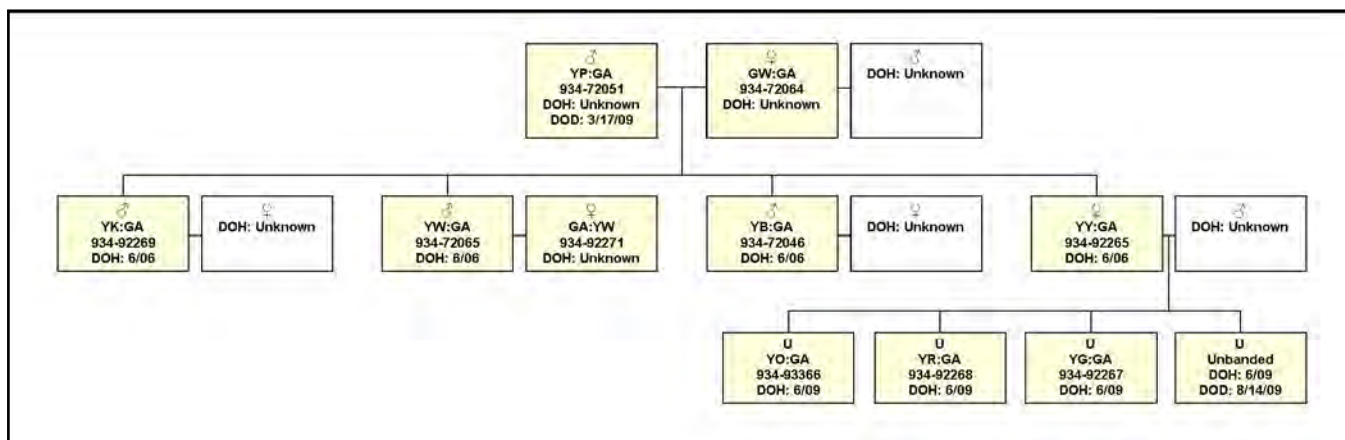 ♂
YP:GA
934-72051
DOH: Unknown
DOD: 3/17/09
♀
GW:GA
934-72064
DOH: Unknown
♂
DOH: Unknown
♂
YK:GA
934-92269
DOH: 6/06
♀
DOH: Unknown
♂
YW:GA
934-72065
DOH: 6/06
♀
GA:YW
934-92271
DOH: Unknown
♂
YB:GA
934-72046
DOH: 6/06
♀
DOH: Unknown
♀
YY:GA
934-92265
DOH: 6/06
♂
DOH: Unknown
U
YO:GA
934-93366
DOH: 6/09
U
YR:GA
934-92268
DOH: 6/09
U
YG:GA
934-92267
DOH: 6/09
U
Unbanded
DOH: 6/09
DOD: 8/14/09